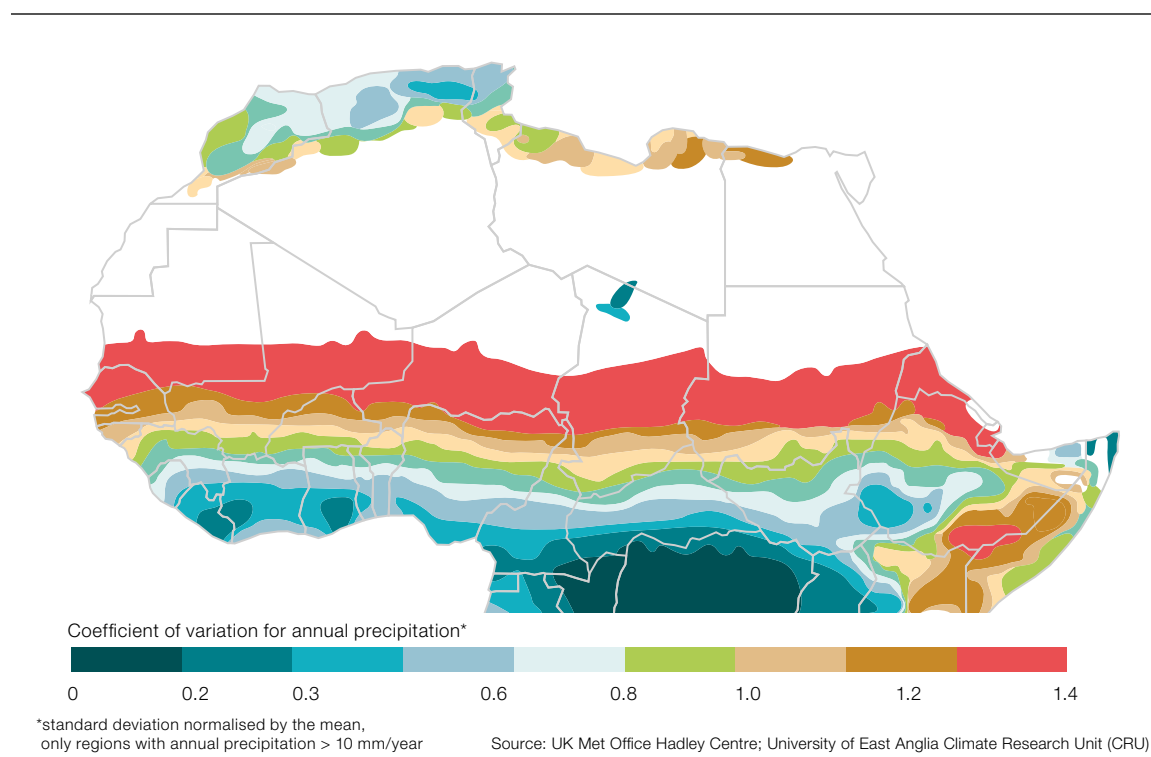 Coefficient of variation for annual precipitation*
0 0.2 0.3 0.6 0.8 1.0 1.2 1.4
*standard deviation normalised by the mean,
only regions with annual precipitation > 10 mm/year
Source: UK Met Office Hadley Centre; University of East Anglia Climate Research Unit (CRU)